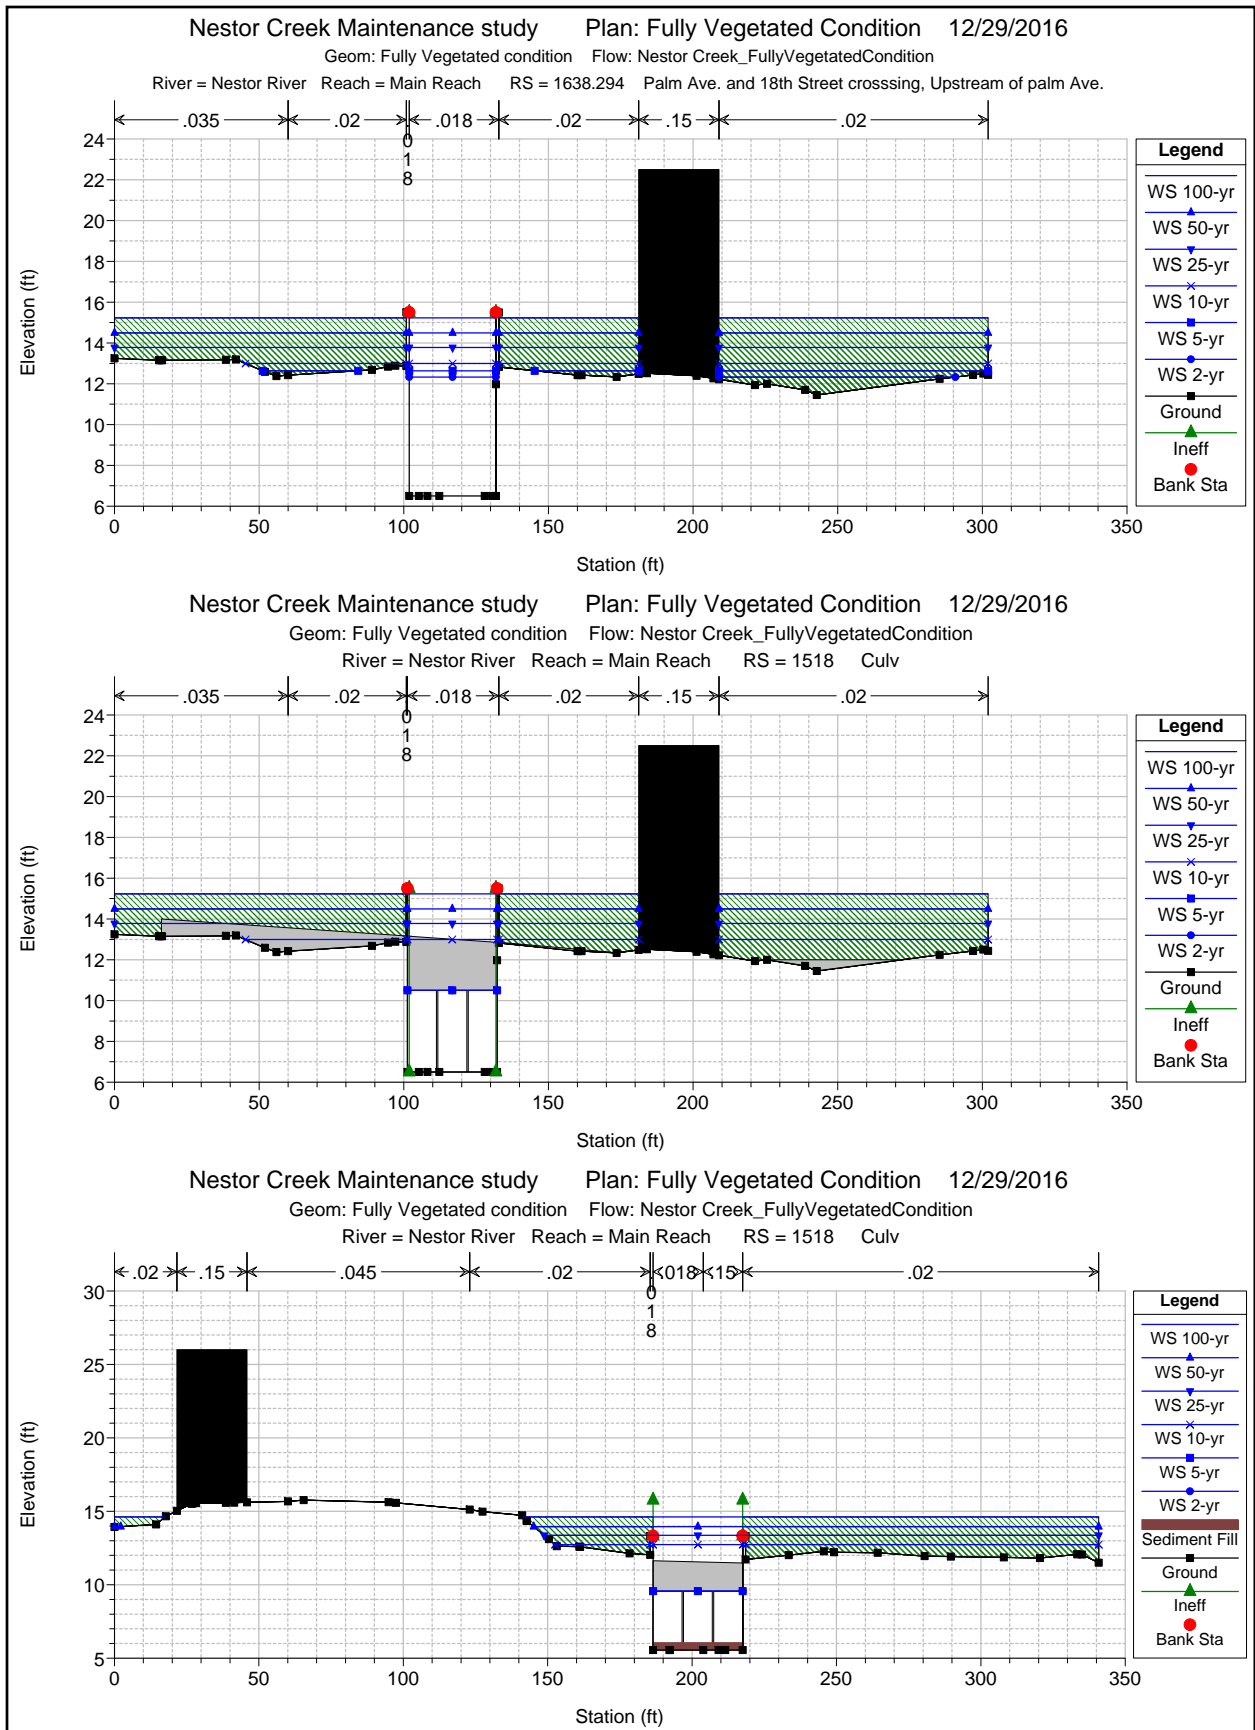 Nestor Creek Maintenance study Plan: Fully Vegetated Condition 12/29/2016
Geom: Fully Vegetated condition Flow: Nestor Creek_FullyVegetatedCondition
River = Nestor River Reach = Main Reach RS = 1638.294 Palm Ave. and 18th Street crosssing, Upstream of palm Ave.
.035 .02 .018 .02 .15 .02
.018
24
22
20
18
16
14
12
10
8
6
Elevation (ft)
0 50 100 150 200 250 300 350
Station (ft)
Legend
WS 100-yr
WS 50-yr
WS 25-yr
WS 10-yr
WS 5-yr
WS 2-yr
Ground
Ineff
Bank Sta
Nestor Creek Maintenance study Plan: Fully Vegetated Condition 12/29/2016
Geom: Fully Vegetated condition Flow: Nestor Creek_FullyVegetatedCondition
River = Nestor River Reach = Main Reach RS = 1518 Culv
.035 .02 .018 .02 .15 .02
.018
24
22
20
18
16
14
12
10
8
6
Elevation (ft)
0 50 100 150 200 250 300 350
Station (ft)
Legend
WS 100-yr
WS 50-yr
WS 25-yr
WS 10-yr
WS 5-yr
WS 2-yr
Ground
Ineff
Bank Sta
Nestor Creek Maintenance study Plan: Fully Vegetated Condition 12/29/2016
Geom: Fully Vegetated condition Flow: Nestor Creek_FullyVegetatedCondition
River = Nestor River Reach = Main Reach RS = 1518 Culv
.02 .15 .045 .02 .018 .15 .02
.018
30
25
20
15
10
5
Elevation (ft)
0 50 100 150 200 250 300 350
Station (ft)
Legend
WS 100-yr
WS 50-yr
WS 25-yr
WS 10-yr
WS 5-yr
WS 2-yr
Sediment Fill
Ground
Ineff
Bank Sta